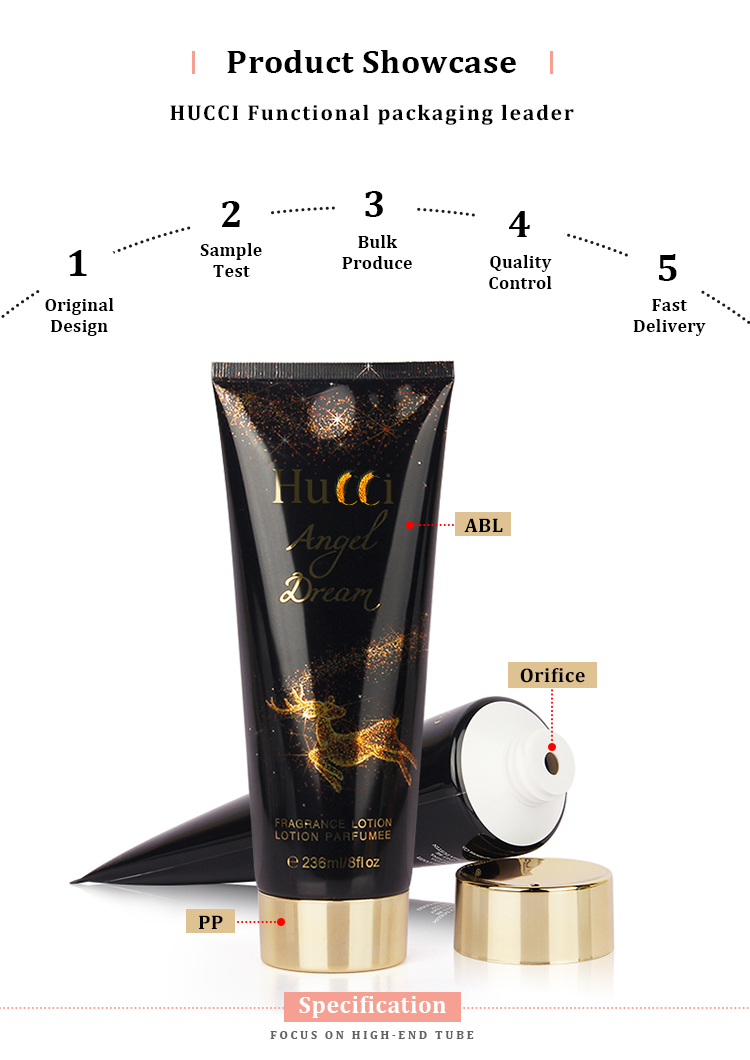 Product Showcase
HUCCI Functional packaging leader
1
Original
Design
2
Sample
Test
3
Bulk
Produce
4
Quality
Control
5
Fast
Delivery
Hucci
Angel
Dream
ABL
Orifice
FRAGRANCE LOTION
LOTION PARFUMEE
℮ 236ml/8floz
PP
Specification
FOCUS ON HIGH-END TUBE